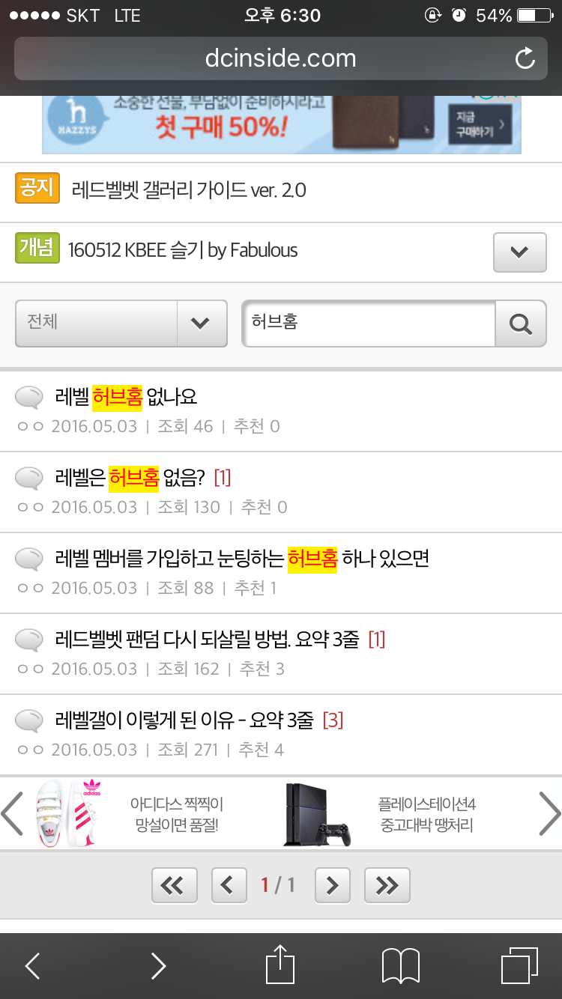 SKT LTE 오후 6:30 54%
dcinside.com
소중한 선물, 부담없이 준비하시라고
첫 구매 50%!
h
HAZZYS
지금
구매하기
공지 레드벨벳 갤러리 가이드 ver. 2.0
개념 160512 KBEE 슬기 by Fabulous
전체 허브홈
레벨 허브홈 없나요
ㅇㅇ 2016.05.03 | 조회 46 | 추천 0
레벨은 허브홈 없음? [1]
ㅇㅇ 2016.05.03 | 조회 130 | 추천 0
레벨 멤버를 가입하고 눈팅하는 허브홈 하나 있으면
ㅇㅇ 2016.05.03 | 조회 88 | 추천 1
레드벨벳 팬덤 다시 되살릴 방법. 요약 3줄 [1]
ㅇㅇ 2016.05.03 | 조회 162 | 추천 3
레벨갤이 이렇게 된 이유 - 요약 3줄 [3]
ㅇㅇ 2016.05.03 | 조회 271 | 추천 4
adidas
아디다스 찍찍이
망설이면 품절!
플레이스테이션4
중고대박 땡처리
1 / 1